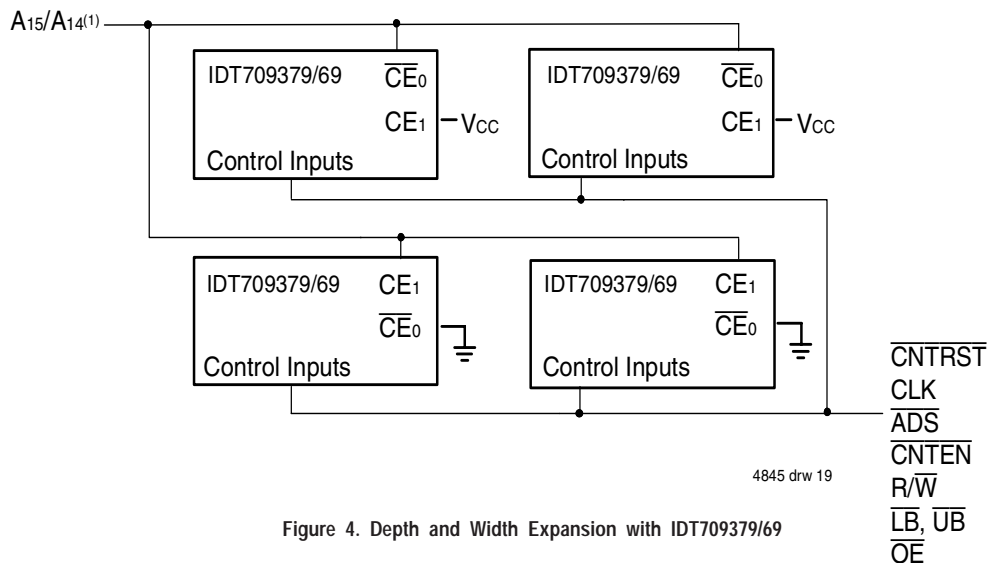 A15/A14(1)
IDT709379/69 CE0
CE1 VCC
Control Inputs
IDT709379/69 CE0
CE1 VCC
Control Inputs
IDT709379/69 CE1
CE0
Control Inputs
IDT709379/69 CE1
CE0
Control Inputs
CNTRST
CLK
ADS
CNTEN
R/W
LB, UB
OE
4845 drw 19
Figure 4. Depth and Width Expansion with IDT709379/69